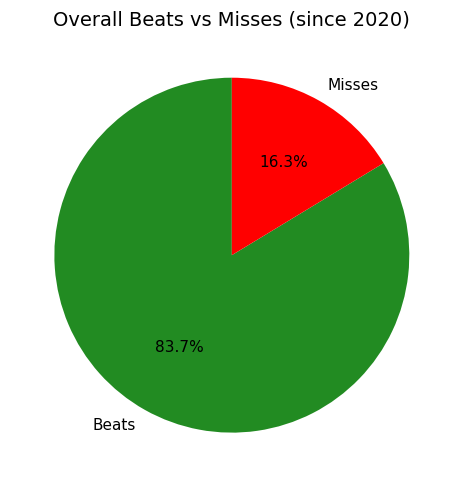 Overall Beats vs Misses (since 2020)
Misses
16.3%
83.7%
Beats